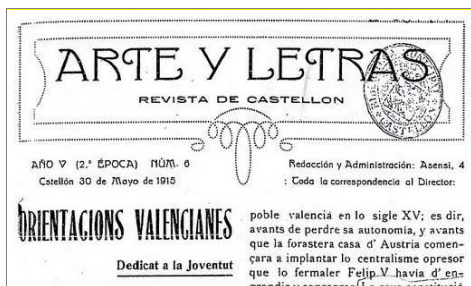 ARTE Y LETRAS
REVISTA DE CASTELLON
AÑO V (2.ª ÉPOCA) NÚM. 6
Castellón 30 de Mayo de 1915
Redacción y Administración: Asensi, 4
: Toda la correspondencia al Director:
ORIENTACIONS VALENCIANES
Dedicat a la Joventut
poble valenciá en lo sigle XV; es dir,
avants de perdre sa autonomía, y avants
que la forastera casa d' Austria comen-
çara a implantar lo centralisme opresor
que lo fermaler Felip V havía d' en-